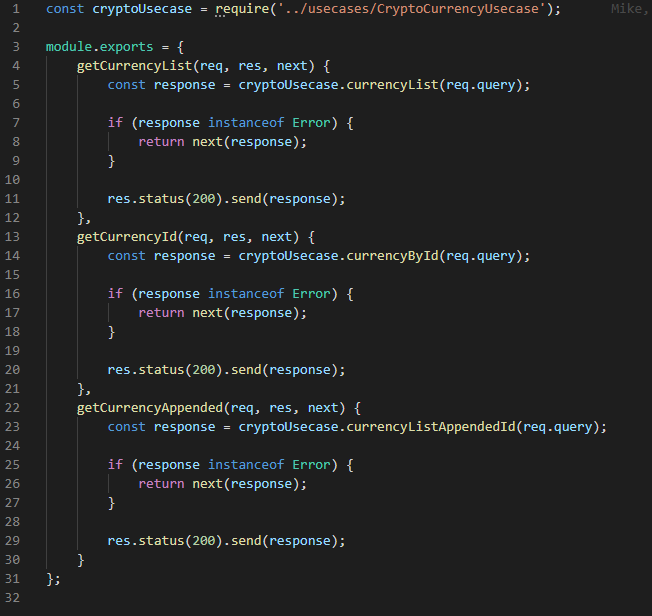 1 const cryptoUsecase = require('../usecases/CryptoCurrencyUsecase'); Mike,
2
3 module.exports = {
4 getCurrencyList(req, res, next) {
5 const response = cryptoUsecase.currencyList(req.query);
6
7 if (response instanceof Error) {
8 return next(response);
9 }
10
11 res.status(200).send(response);
12 },
13 getCurrencyId(req, res, next) {
14 const response = cryptoUsecase.currencyById(req.query);
15
16 if (response instanceof Error) {
17 return next(response);
18 }
19
20 res.status(200).send(response);
21 },
22 getCurrencyAppended(req, res, next) {
23 const response = cryptoUsecase.currencyListAppendedId(req.query);
24
25 if (response instanceof Error) {
26 return next(response);
27 }
28
29 res.status(200).send(response);
30 }
31 };
32